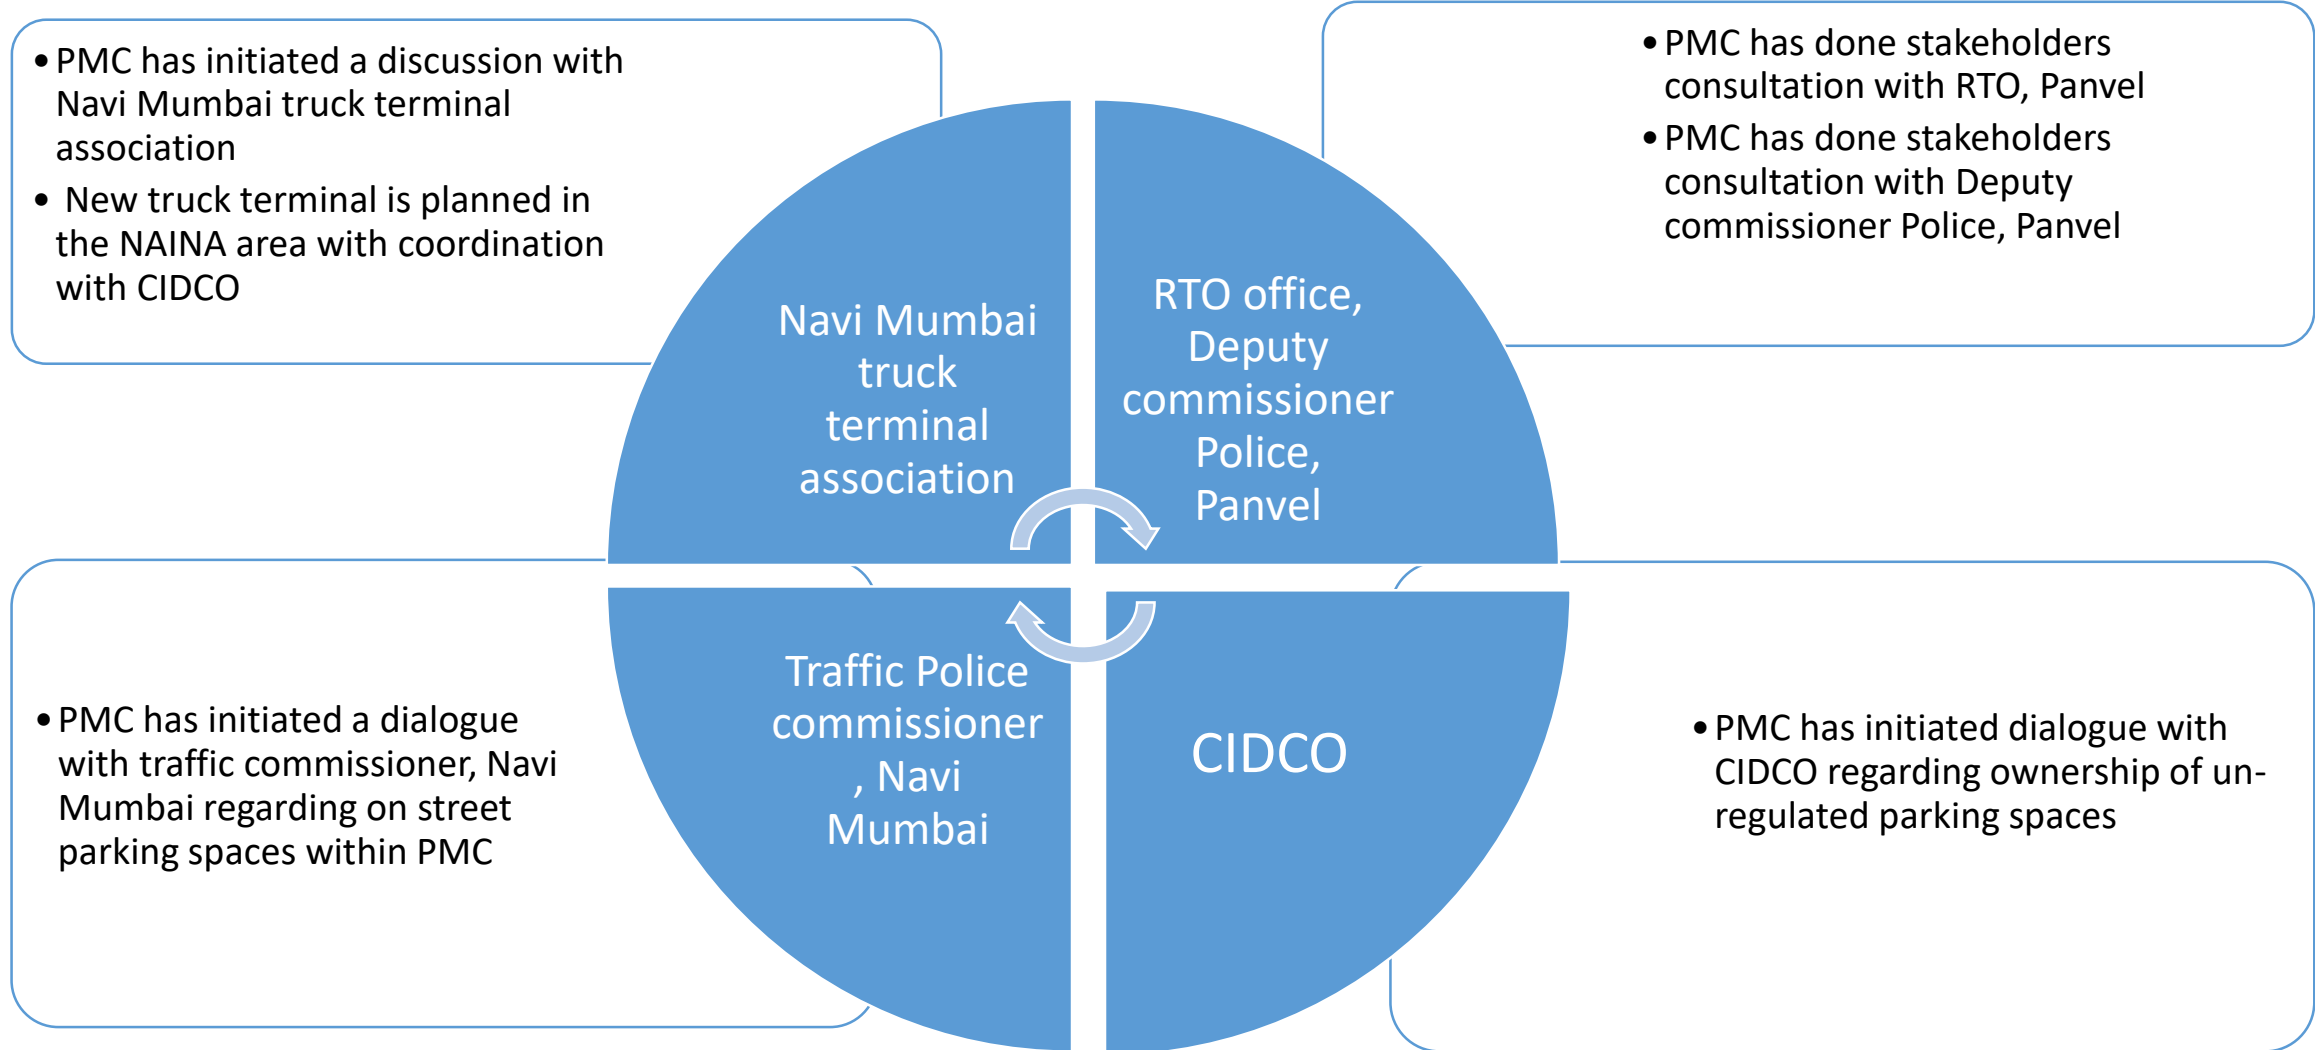 •PMC has initiated a discussion with
Navi Mumbai truck terminal
association
• New truck terminal is planned in
the NAINA area with coordination
with CIDCO
•PMC has done stakeholders
consultation with RTO, Panvel
•PMC has done stakeholders
consultation with Deputy
commissioner Police, Panvel
Navi Mumbai
truck
terminal
association
RTO office,
Deputy
commissioner
Police,
Panvel
•PMC has initiated a dialogue
with traffic commissioner, Navi
Mumbai regarding on street
parking spaces within PMC
Traffic Police
commissioner
, Navi
Mumbai
CIDCO
•PMC has initiated dialogue with
CIDCO regarding ownership of un-
regulated parking spaces